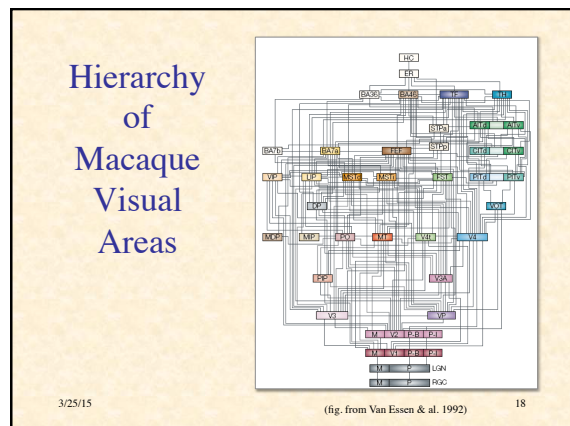 Hierarchy
of
Macaque
Visual
Areas
HC
ER
BA36 BA46 TF TH
STPa AITd AITv
BA7b BA7a FEF STPp CITd CITv
VIP LIP MSTd MSTl FST PITd PITv
DP VOT
MDP MIP PO MT V4t V4
PIP V3A
V3 VP
M V2 P-B P-I
M V1 P-B P-I
M P LGN
M P RGC
3/25/15
(fig. from Van Essen & al. 1992)
18